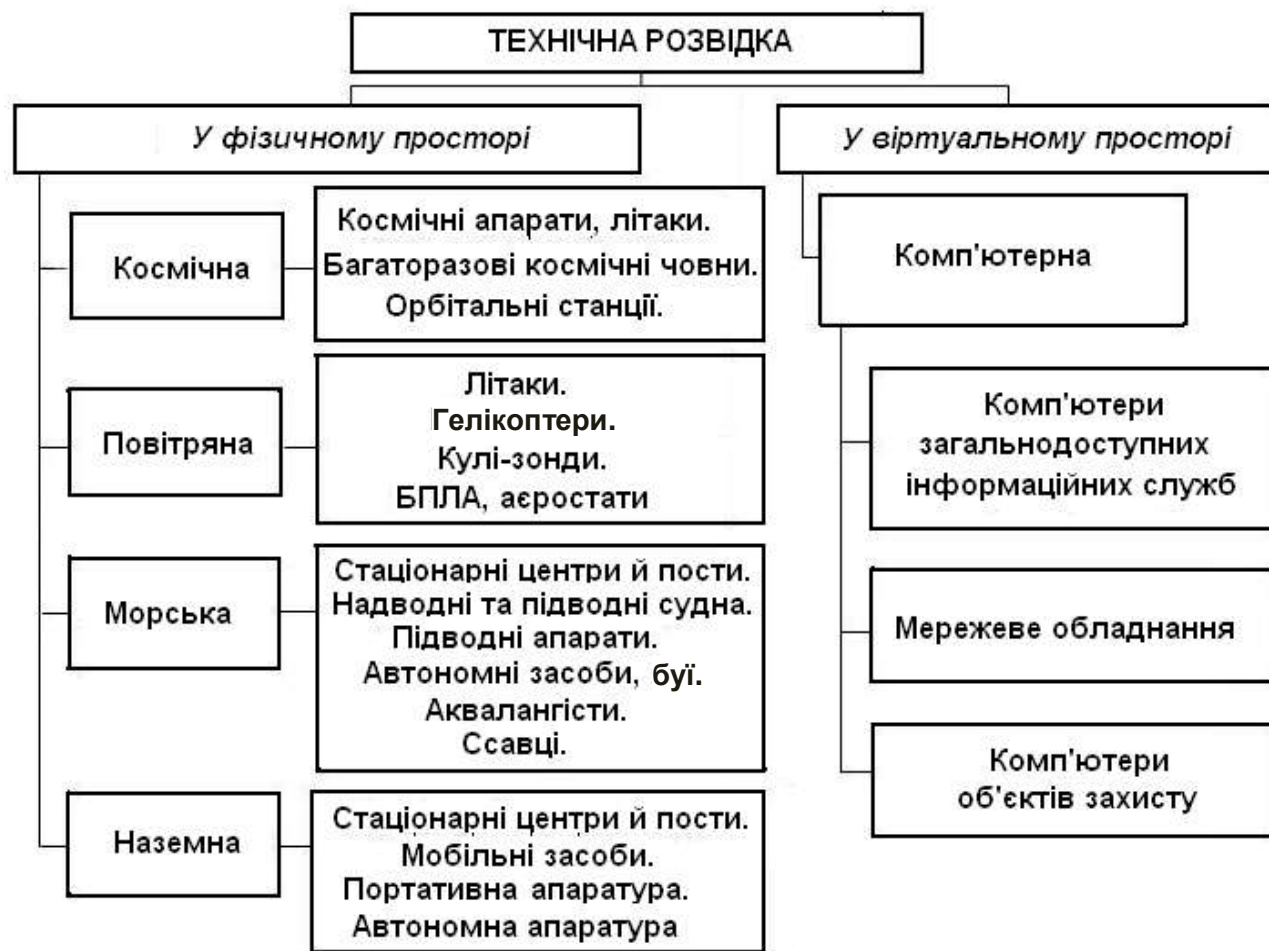 ТЕХНІЧНА РОЗВІДКА
У фізичному просторі
Космічна
Космічні апарати, літаки.
Багаторазові космічні човни.
Орбітальні станції.
Повітряна
Літаки.
Гелікоптери.
Кулі-зонди.
БПЛА, аєростати
Морська
Стаціонарні центри й пости.
Надводні та підводні судна.
Підводні апарати.
Автономні засоби, буї.
Аквалангісти.
Ссавці.
Наземна
Стаціонарні центри й пости.
Мобільні засоби.
Портативна апаратура.
Автономна апаратура
У віртуальному просторі
Комп'ютерна
Комп'ютери
загальнодоступних
інформаційних служб
Мережеве обладнання
Комп'ютери
об'єктів захисту